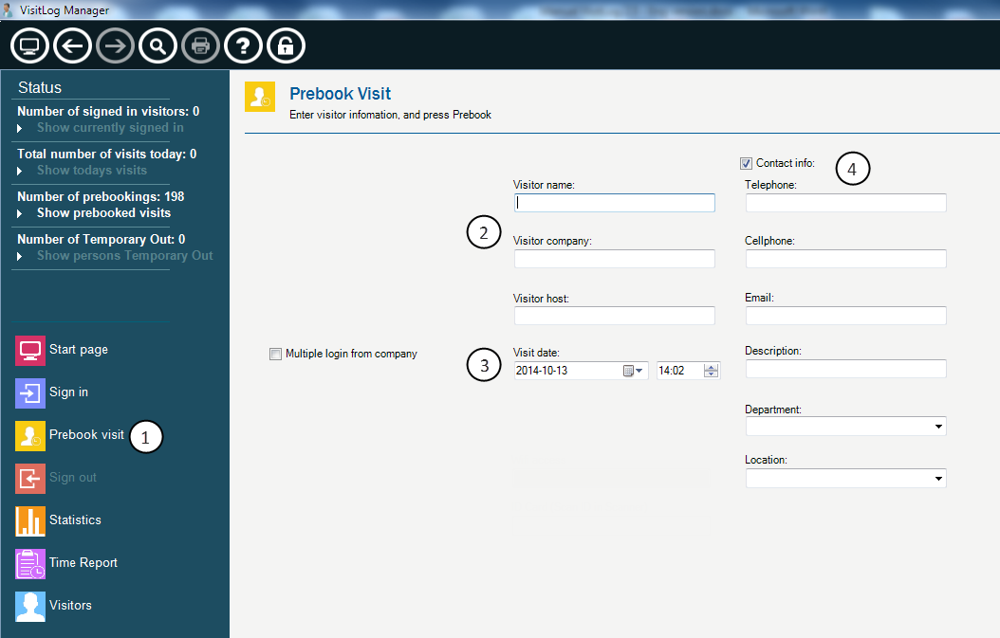 VisitLog Manager
Status
Number of signed in visitors: 0
Show currently signed in
Total number of visits today: 0
Show todays visits
Number of prebookings: 198
Show prebooked visits
Number of Temporary Out: 0
Show persons Temporary Out
Start page
Sign in
Prebook visit
1
Sign out
Statistics
Time Report
Visitors
Prebook Visit
Enter visitor infomation, and press Prebook
Multiple login from company
2
Visitor name:
Visitor company:
Visitor host:
3
Visit date:
2014-10-13 14:02
Contact info:
4
Telephone:
Cellphone:
Email:
Description:
Department:
Location: